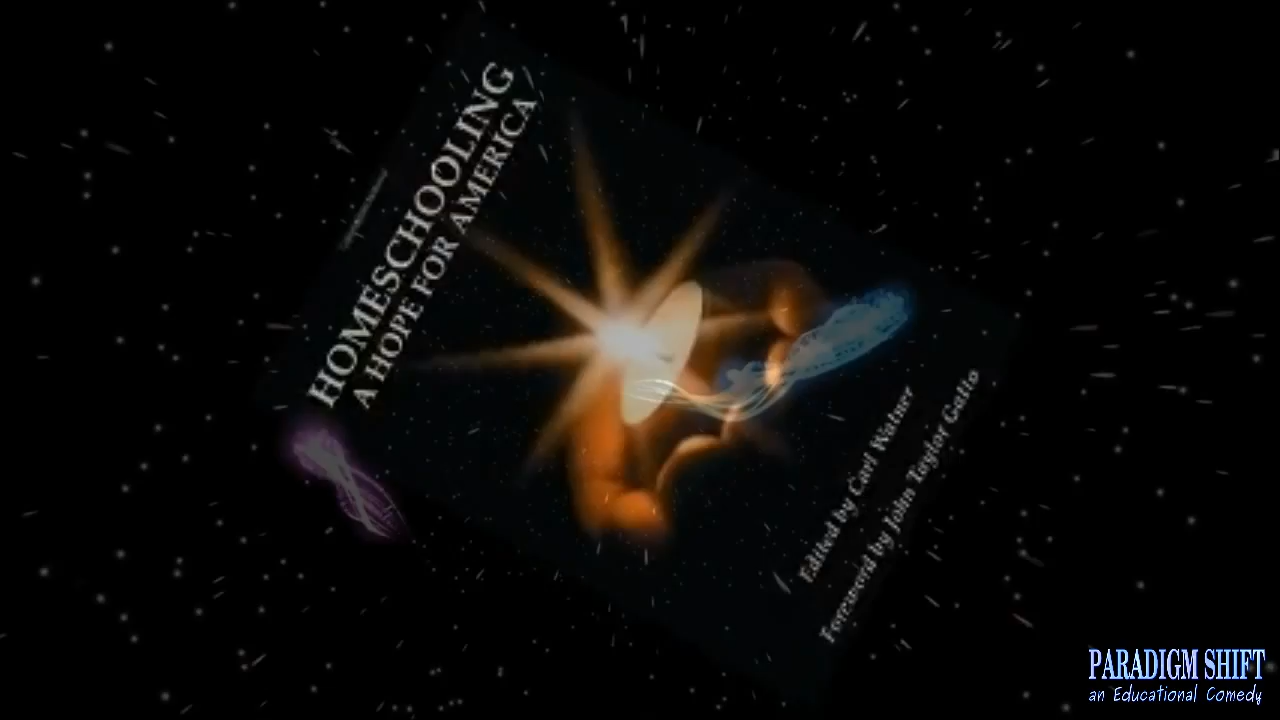 HOMESCHOOLING
A HOPE FOR AMERICA
Edited by Carl Watner
Foreword by John Taylor Gatto
PARADIGM SHIFT
an Educational Comedy